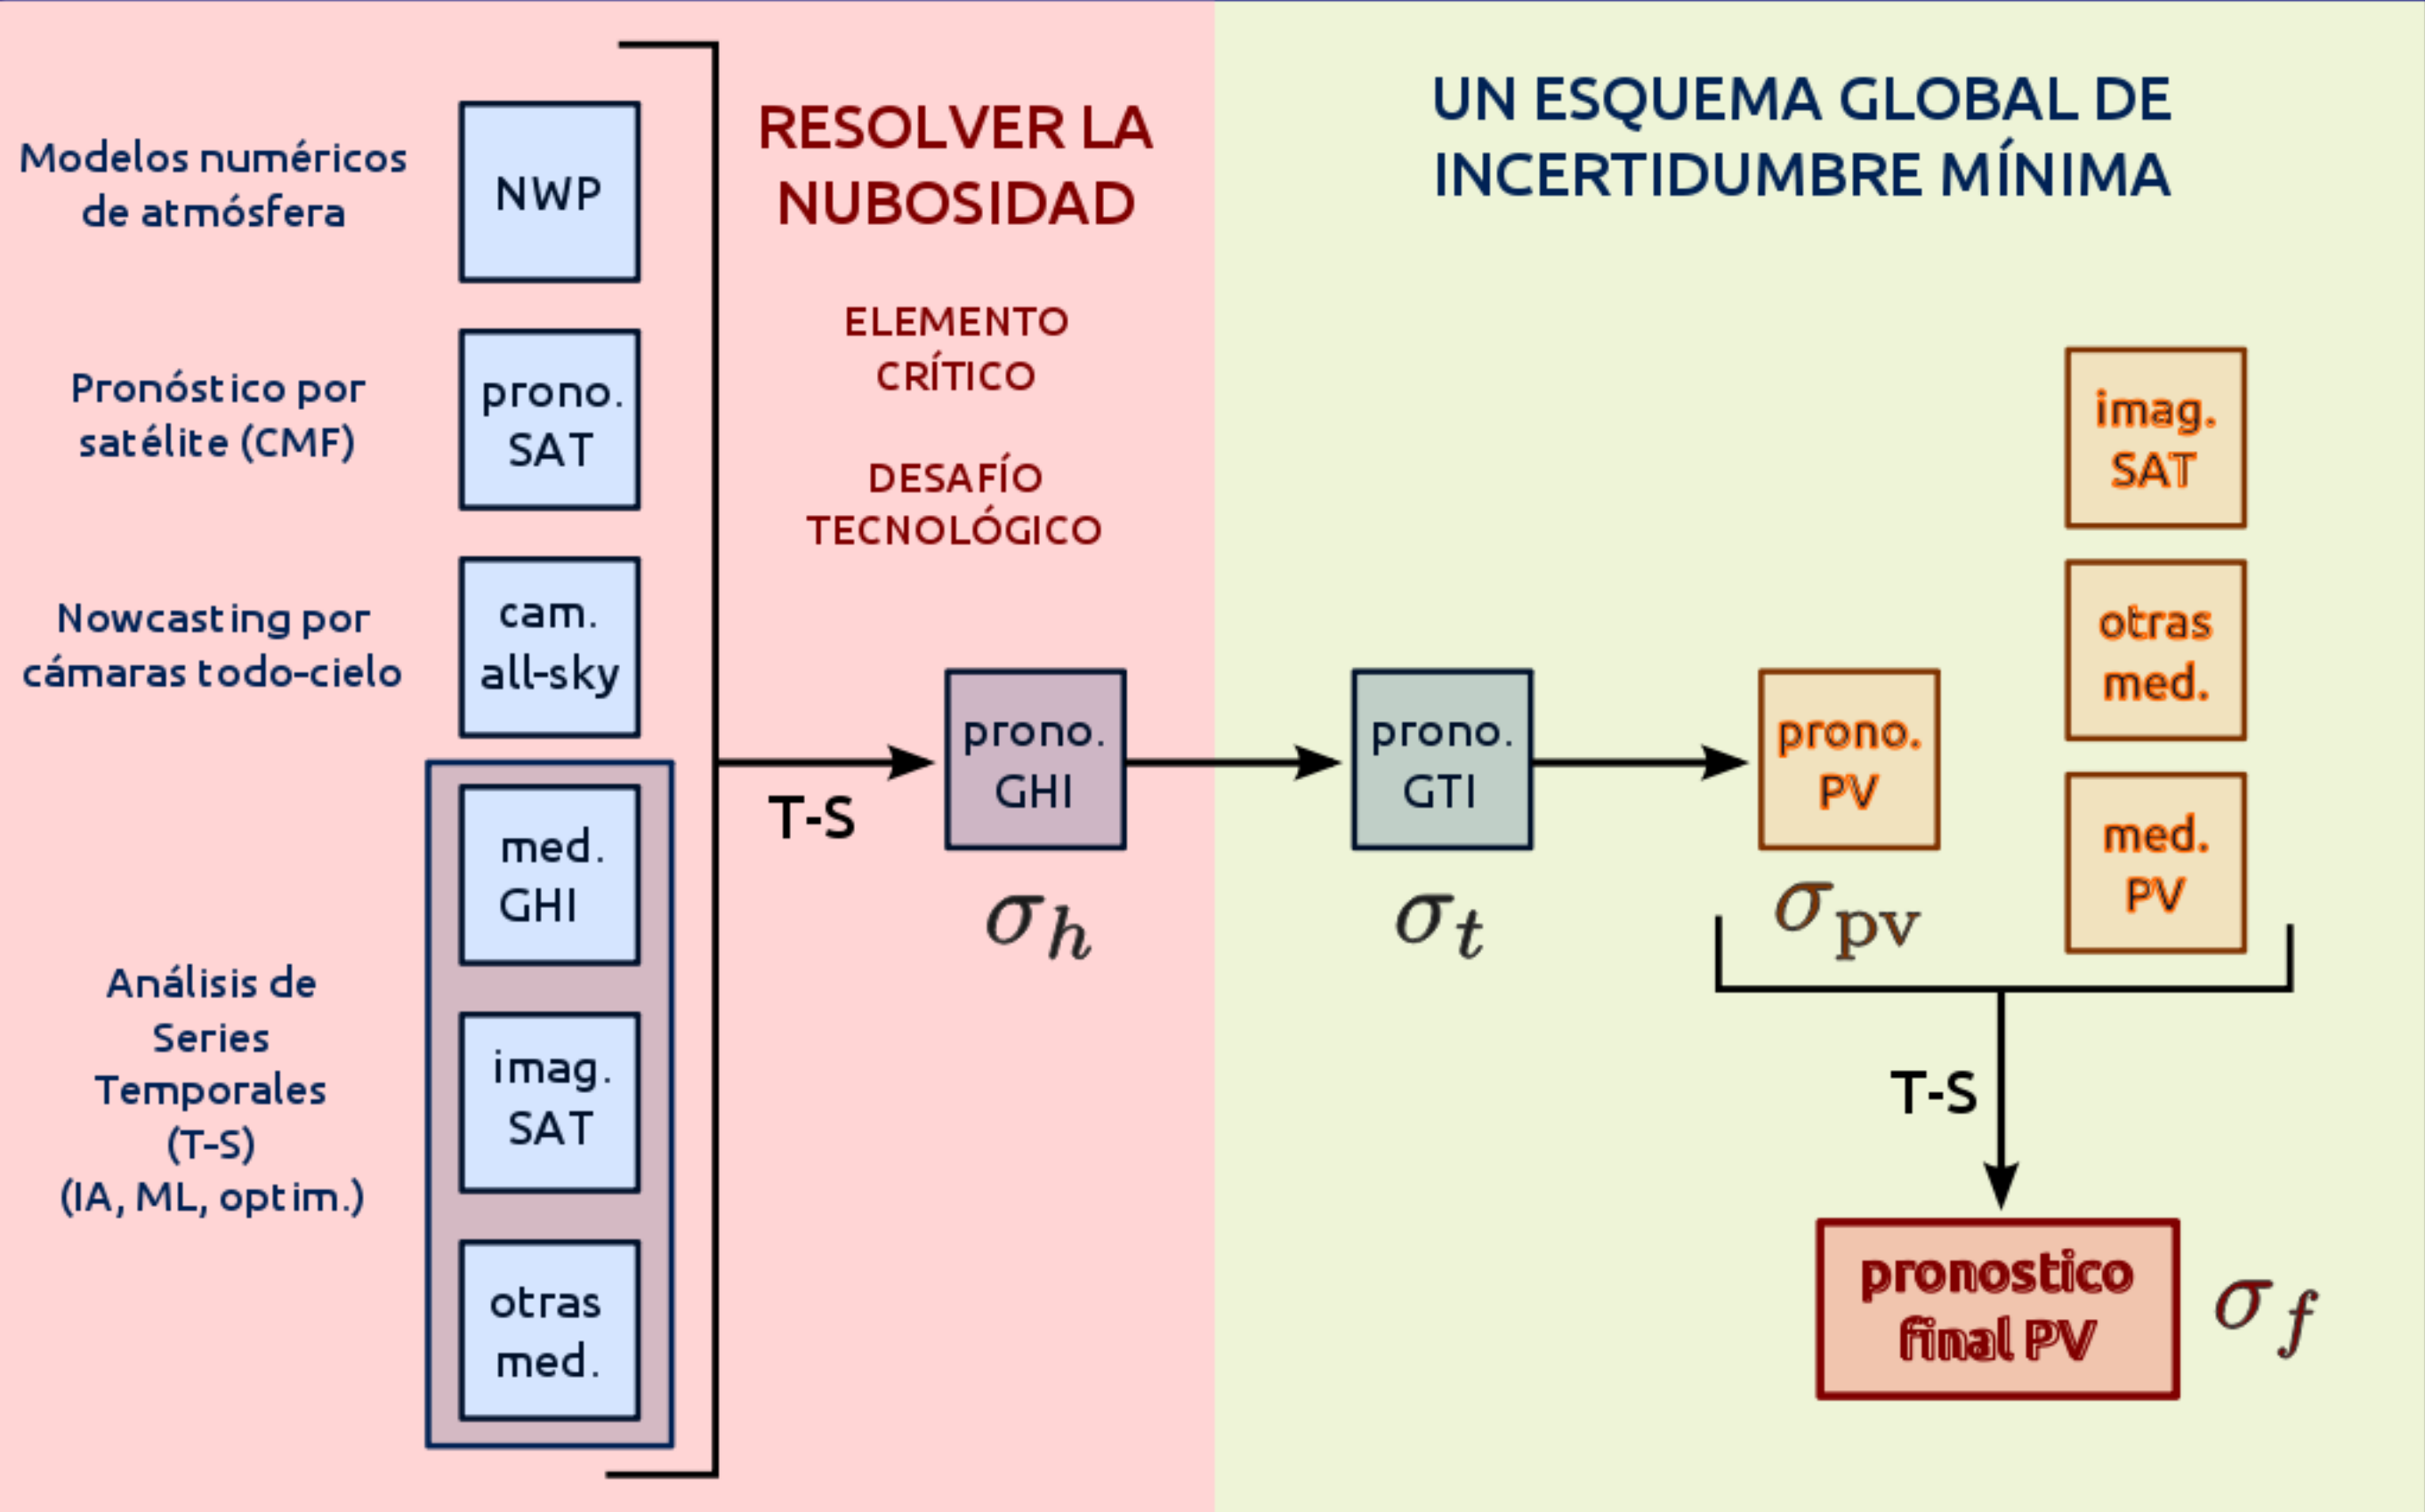 Modelos numéricos
de atmósfera
NWP
Pronóstico por
satélite (CMF)
prono.
SAT
Nowcasting por
cámaras todo-cielo
cam.
all-sky
Análisis de
Series
Temporales
(T-S)
(IA, ML, optim.)
med.
GHI
imag.
SAT
otras
med.
RESOLVER LA
NUBOSIDAD
ELEMENTO
CRÍTICO
DESAFÍO
TECNOLÓGICO
T-S
prono.
GHI
σh
UN ESQUEMA GLOBAL DE
INCERTIDUMBRE MÍNIMA
prono.
GTI
σt
prono.
PV
σpv
imag.
SAT
otras
med.
med.
PV
T-S
pronostico
final PV
σf